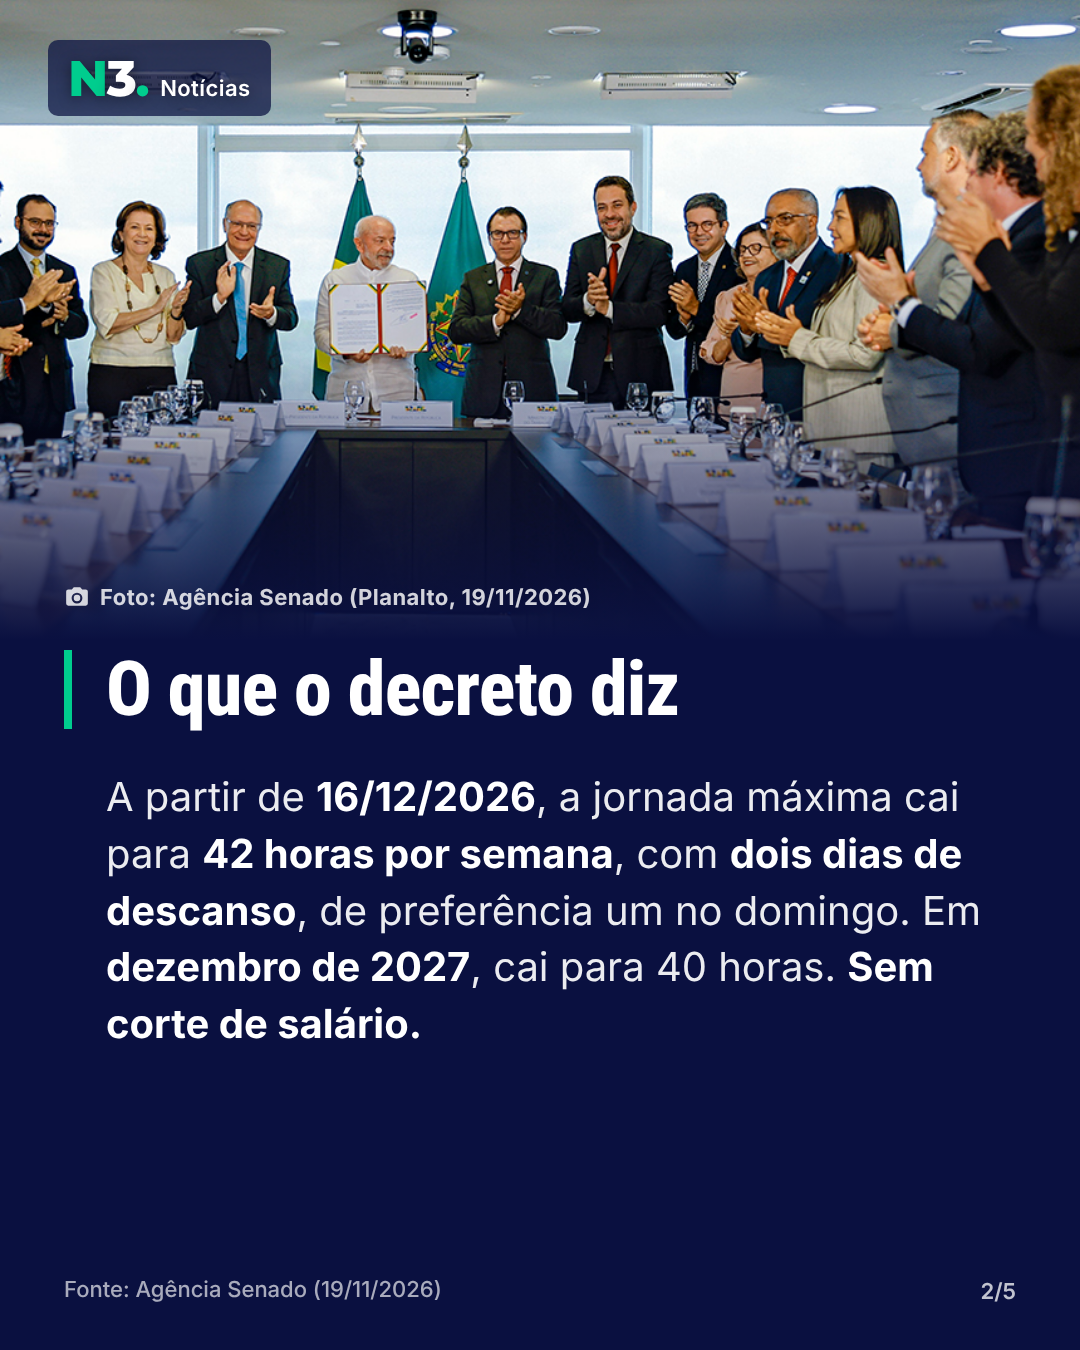 N3. Notícias
Foto: Agência Senado (Planalto, 19/11/2026)
O que o decreto diz
A partir de 16/12/2026, a jornada máxima cai
para 42 horas por semana, com dois dias de
descanso, de preferência um no domingo. Em
dezembro de 2027, cai para 40 horas. Sem
corte de salário.
Fonte: Agência Senado (19/11/2026)
2/5